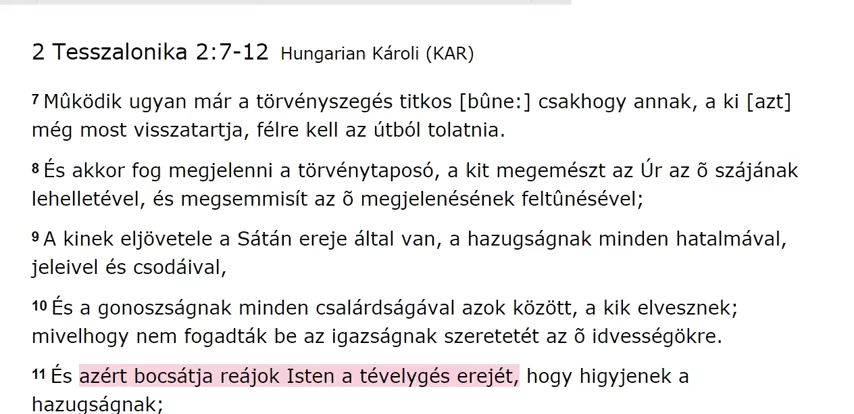 2 Tesszalonika 2:7-12 Hungarian Károli (KAR)
7 Mûködik ugyan már a törvényszegés titkos [bûne:] csakhogy annak, a ki [azt]
még most visszatartja, félre kell az útból tolatnia.
8 És akkor fog megjelenni a törvénytaposó, a kit megemészt az Úr az õ szájának
lehelletével, és megsemmisít az õ megjelenésének feltûnésével;
9 A kinek eljövetele a Sátán ereje által van, a hazugságnak minden hatalmával,
jeleivel és csodáival,
10 És a gonoszságnak minden csalárdságával azok között, a kik elvesznek;
mivelhogy nem fogadták be az igazságnak szeretetét az õ idvességökre.
11 És azért bocsátja reájok Isten a tévelygés erejét, hogy higyjenek a
hazugságnak;